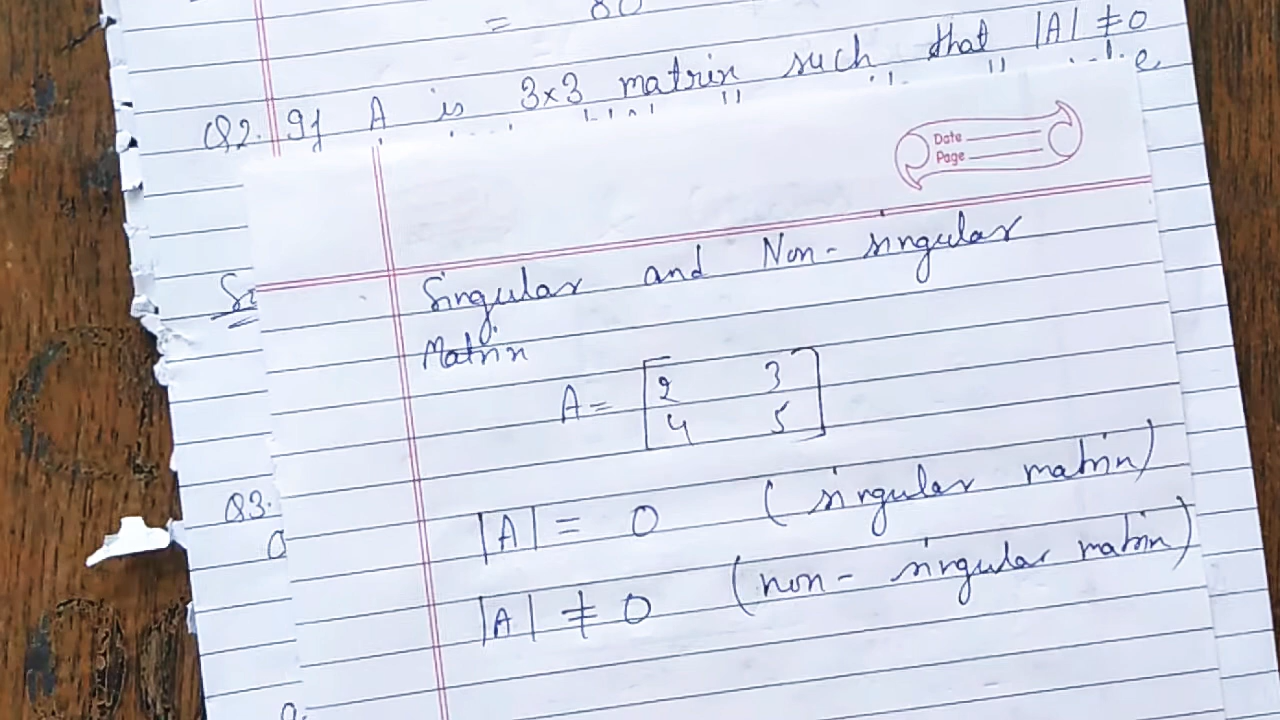 = 80
Q2. If A is 3×3 matrix such that |A| ≠ 0
Date
Page
Singular and Non-singular
Matrix
A = [2 3
4 5]
Q3.
|A| = 0 (singular matrix)
|A| ≠ 0 (non-singular matrix)